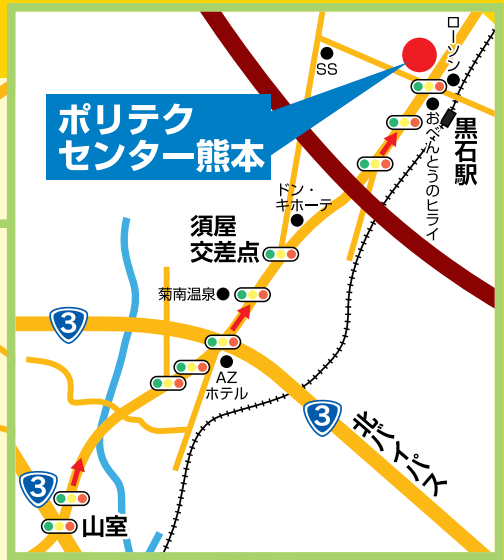 ローソン
SS
ポリテク
センター熊本
黒石駅
おべんとうのヒライ
ドン・
キホーテ
須屋
交差点
菊南温泉
3
AZ
ホテル
3
北バイパス
3
山室